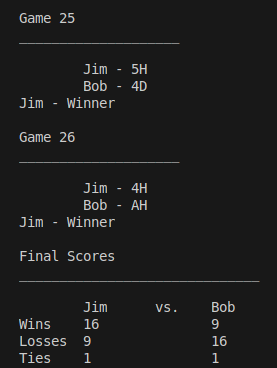 Game 25
____________________
Jim - 5H
Bob - 4D
Jim - Winner
Game 26
____________________
Jim - 4H
Bob - AH
Jim - Winner
Final Scores
______________________________
Jim vs. Bob
Wins 16 9
Losses 9 16
Ties 1 1